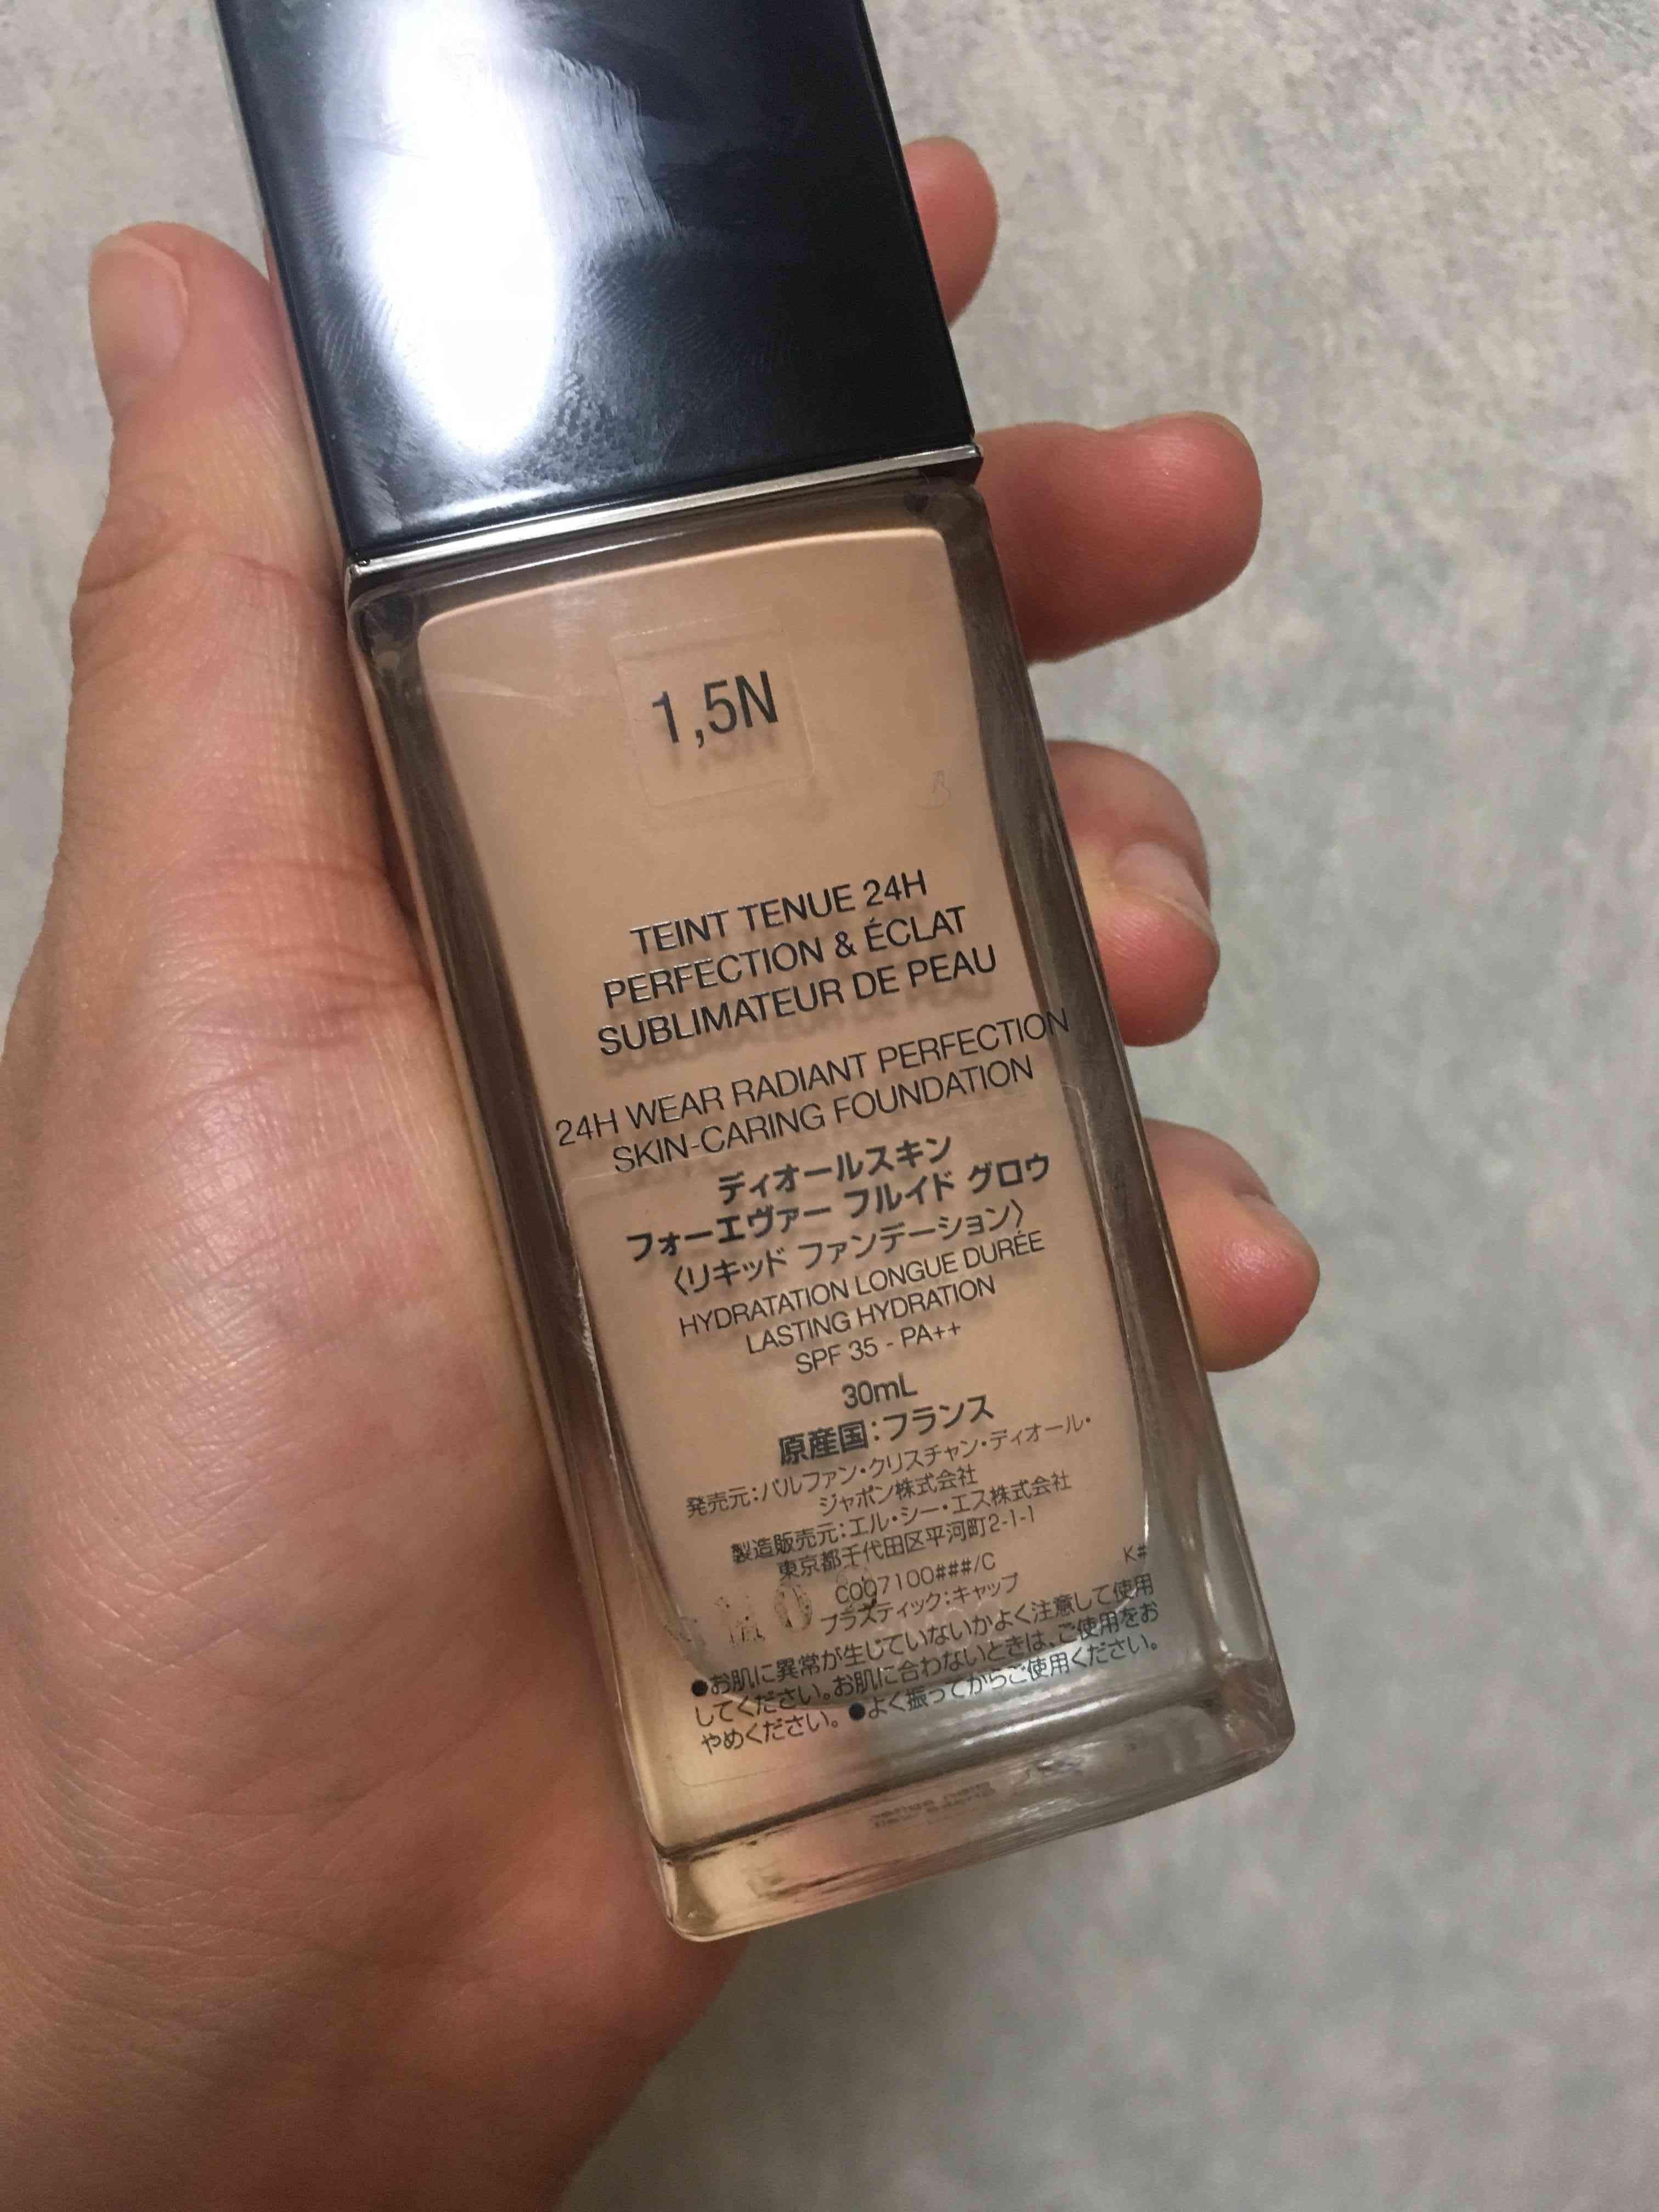 1,5N
TEINT TENUE 24H
PERFECTION & ÉCLAT
SUBLIMATEUR DE PEAU
24H WEAR RADIANT PERFECTION
SKIN-CARING FOUNDATION
ディオールスキン
フォーエヴァー フルイド グロウ
〈リキッド ファンデーション〉
HYDRATATION LONGUE DURÉE
LASTING HYDRATION
SPF 35 - PA++
30mL
原産国:フランス
発売元:パルファン・クリスチャン・ディオール・
ジャポン株式会社
製造販売元:エル・シー・エス株式会社
東京都千代田区平河町2-1-1
C007100###/C
K#
プラスティック:キャップ
●お肌に異常が生じていないかよく注意して使用
してください。お肌に合わないときは、ご使用をお
やめください。●よく振ってからご使用ください。